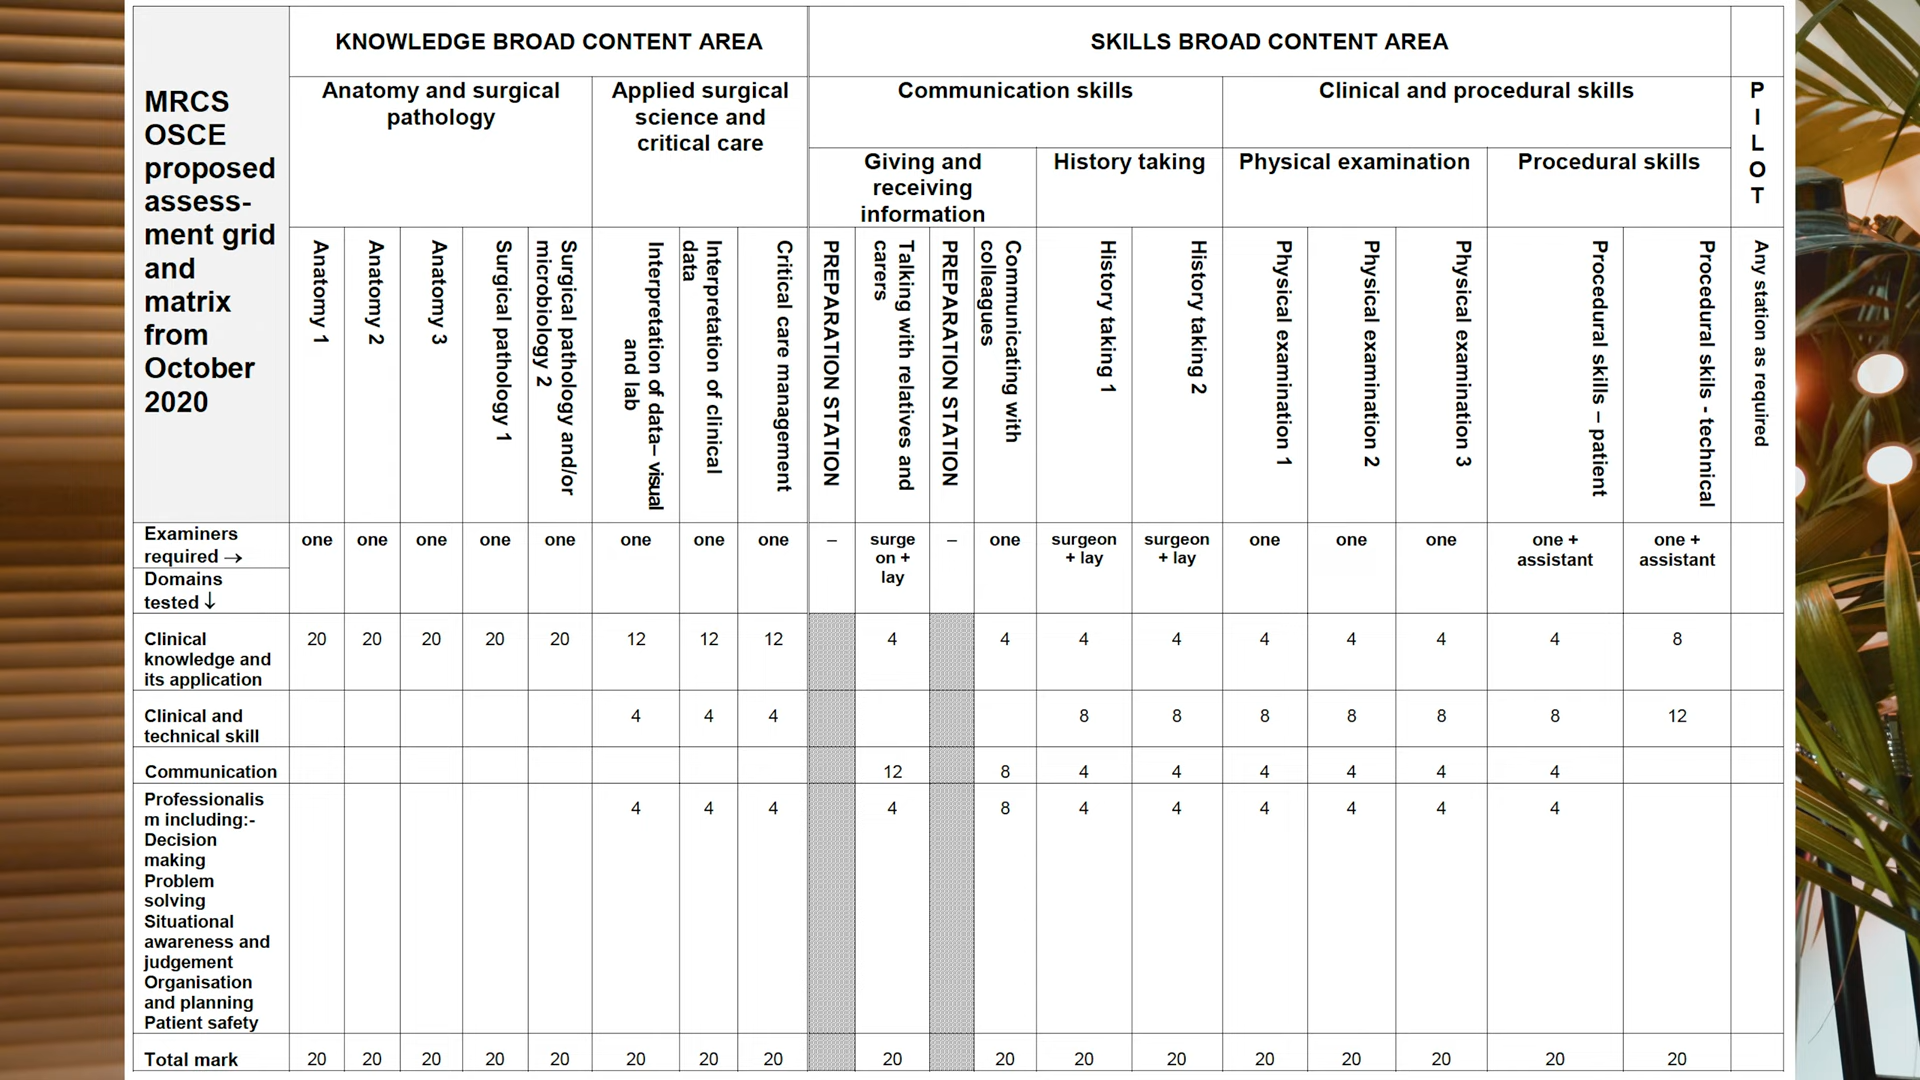 KNOWLEDGE BROAD CONTENT AREA
SKILLS BROAD CONTENT AREA
MRCS
OSCE
proposed
assess-
ment grid
and
matrix
from
October
2020
Anatomy and surgical
pathology
Applied surgical
science and
critical care
Communication skills
Clinical and procedural skills
P
I
L
O
T
Giving and
receiving
information
History taking
Physical examination
Procedural skills
Anatomy 1
Anatomy 2
Anatomy 3
Surgical pathology 1
Surgical pathology and/or
microbiology 2
Interpretation of data– visual
and lab
Interpretation of clinical
data
Critical care management
PREPARATION STATION
Talking with relatives and
carers
PREPARATION STATION
Communicating with
colleagues
History taking 1
History taking 2
Physical examination 1
Physical examination 2
Physical examination 3
Procedural skills – patient
Procedural skills - technical
Any station as required
Examiners
required →
one one one one one one one one – surge
on +
lay
– one surgeon
+ lay
surgeon
+ lay
one one one one +
assistant
one +
assistant
Domains
tested ↓
Clinical
knowledge and
its application
20 20 20 20 20 12 12 12 4 4 4 4 4 4 4 4 8
Clinical and
technical skill
4 4 4 8 8 8 8 8 8 12
Communication 12 8 4 4 4 4 4 4
Professionalis
m including:-
Decision
making
Problem
solving
Situational
awareness and
judgement
Organisation
and planning
Patient safety
4 4 4 4 8 4 4 4 4 4 4
Total mark 20 20 20 20 20 20 20 20 20 20 20 20 20 20 20 20 20